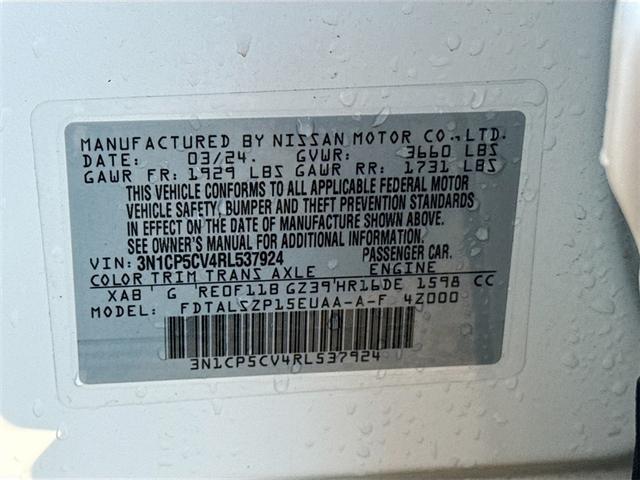 MANUFACTURED BY NISSAN MOTOR CO.,LTD.
DATE: 03/24. GVWR: 3660 LBS
GAWR FR: 1929 LBS GAWR RR: 1731 LBS
THIS VEHICLE CONFORMS TO ALL APPLICABLE FEDERAL MOTOR
VEHICLE SAFETY, BUMPER AND THEFT PREVENTION STANDARDS
IN EFFECT ON THE DATE OF MANUFACTURE SHOWN ABOVE.
SEE OWNER'S MANUAL FOR ADDITIONAL INFORMATION.
VIN: 3N1CP5CV4RL537924 PASSENGER CAR.
COLOR TRIM TRANS AXLE ENGINE
XAB G RE0F11B GZ39 HR16DE 1598 CC
MODEL: FDTALSZP15EUAA-A-F 4Z000
3N1CP5CV4RL537924